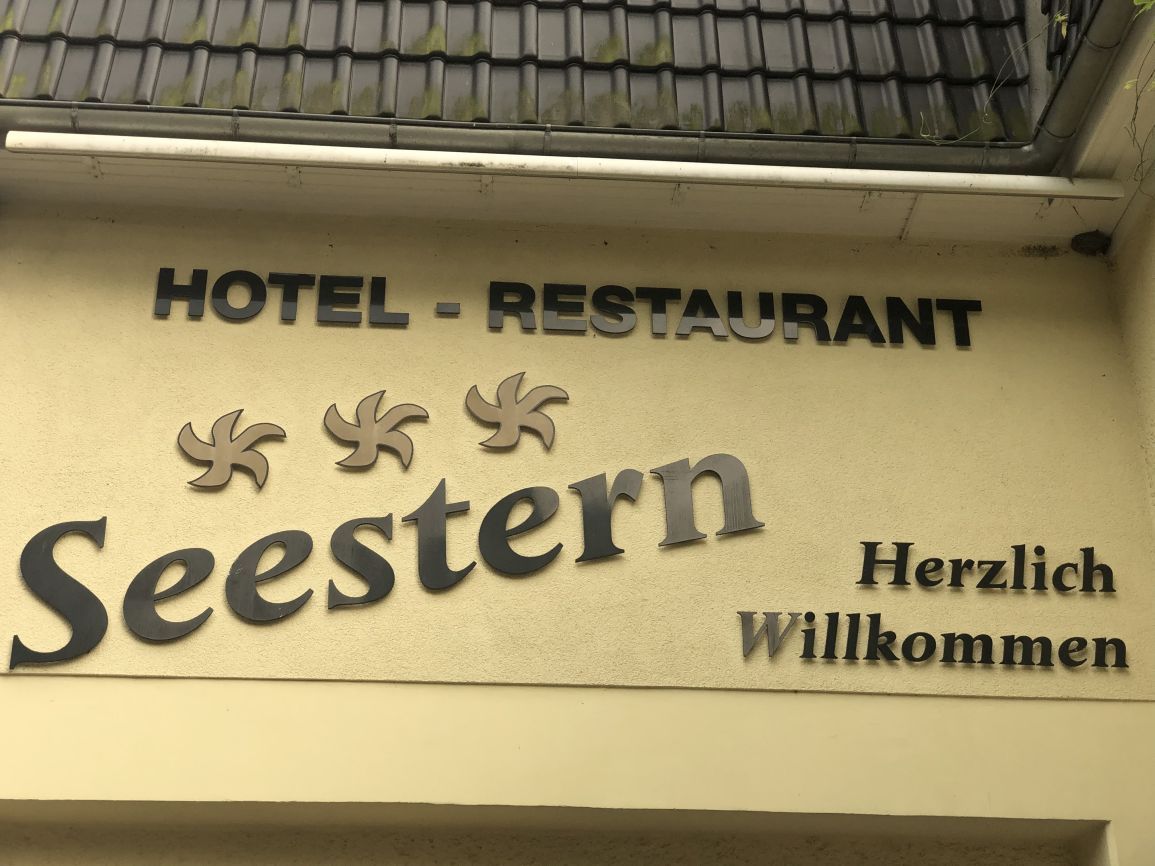 HOTEL - RESTAURANT
Seestern
Herzlich
Willkommen